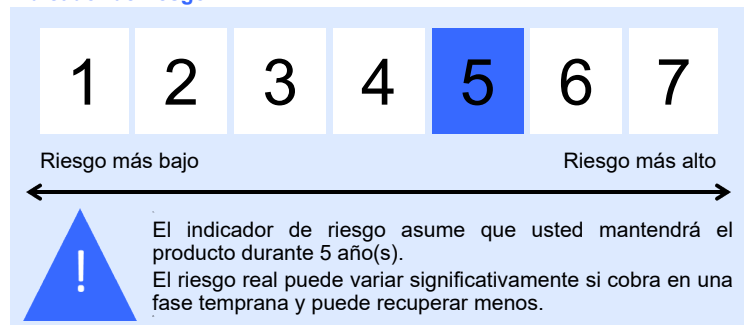 1 2 3 4 5 6 7
Riesgo más bajo Riesgo más alto
!
El indicador de riesgo asume que usted mantendrá el
producto durante 5 año(s).
El riesgo real puede variar significativamente si cobra en una
fase temprana y puede recuperar menos.